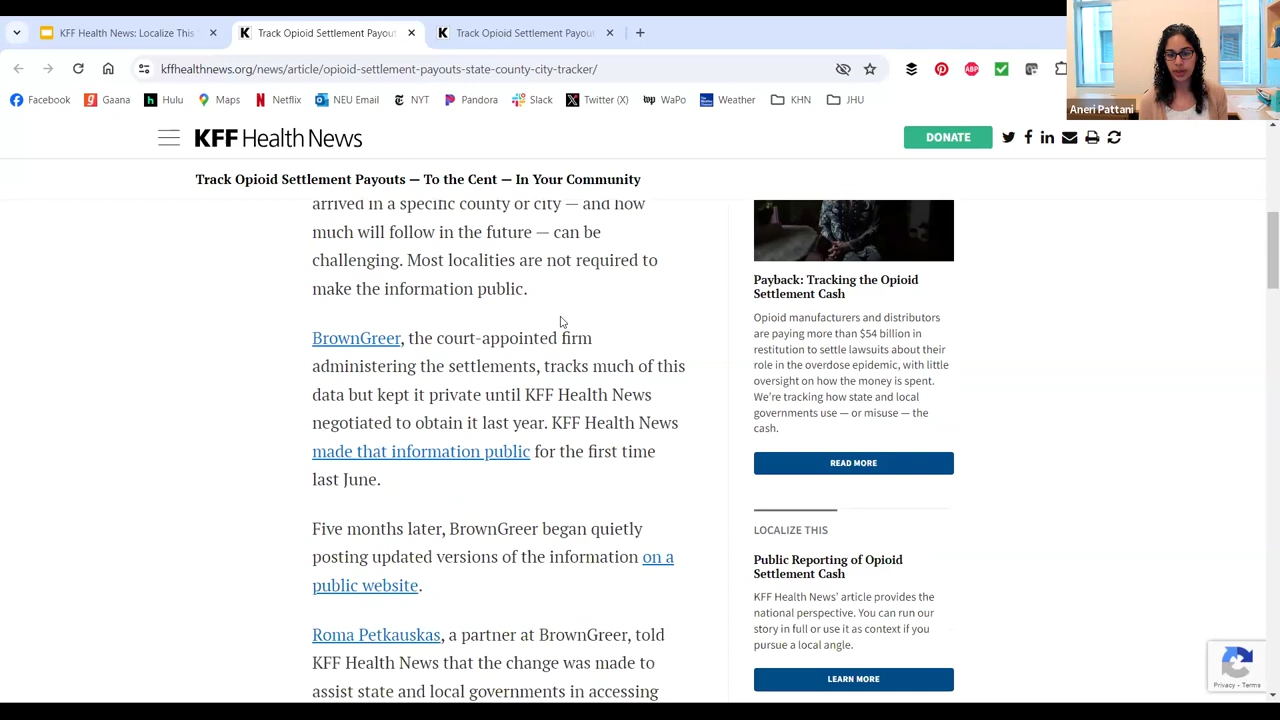 KFF Health News: Localize This
Track Opioid Settlement Payou
Track Opioid Settlement Payou
kffhealthnews.org/news/article/opioid-settlement-payouts-state-county-city-tracker/
Facebook
Gaana
Hulu
Maps
Netflix
NEU Email
NYT
Pandora
Slack
Twitter (X)
WaPo
Weather
KHN
JHU
Aneri Pattani
KFF Health News
DONATE
Track Opioid Settlement Payouts — To the Cent — In Your Community
arrived in a specific county or city — and how
much will follow in the future — can be
challenging. Most localities are not required to
make the information public.
BrownGreer, the court-appointed firm
administering the settlements, tracks much of this
data but kept it private until KFF Health News
negotiated to obtain it last year. KFF Health News
made that information public for the first time
last June.
Five months later, BrownGreer began quietly
posting updated versions of the information on a
public website.
Roma Petkauskas, a partner at BrownGreer, told
KFF Health News that the change was made to
assist state and local governments in accessing
Payback: Tracking the Opioid
Settlement Cash
Opioid manufacturers and distributors
are paying more than $54 billion in
restitution to settle lawsuits about their
role in the overdose epidemic, with little
oversight on how the money is spent.
We're tracking how state and local
governments use — or misuse — the
cash.
READ MORE
LOCALIZE THIS
Public Reporting of Opioid
Settlement Cash
KFF Health News' article provides the
national perspective. You can run our
story in full or use it as context if you
pursue a local angle.
LEARN MORE
Privacy - Terms